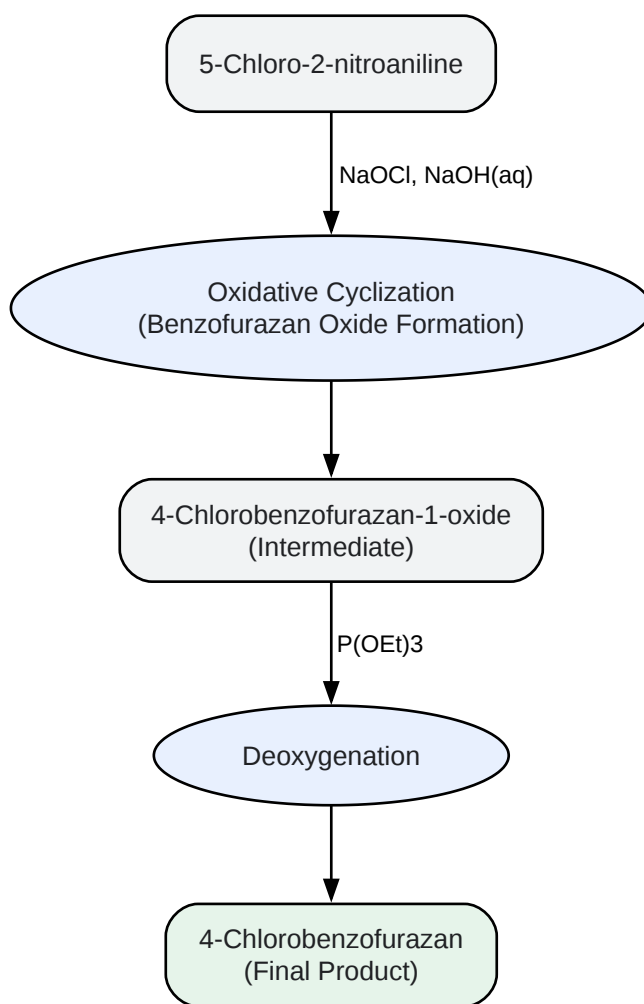 5-Chloro-2-nitroaniline
NaOCl, NaOH(aq)
Oxidative Cyclization
(Benzofurazan Oxide Formation)
4-Chlorobenzofurazan-1-oxide
(Intermediate)
P(OEt)3
Deoxygenation
4-Chlorobenzofurazan
(Final Product)